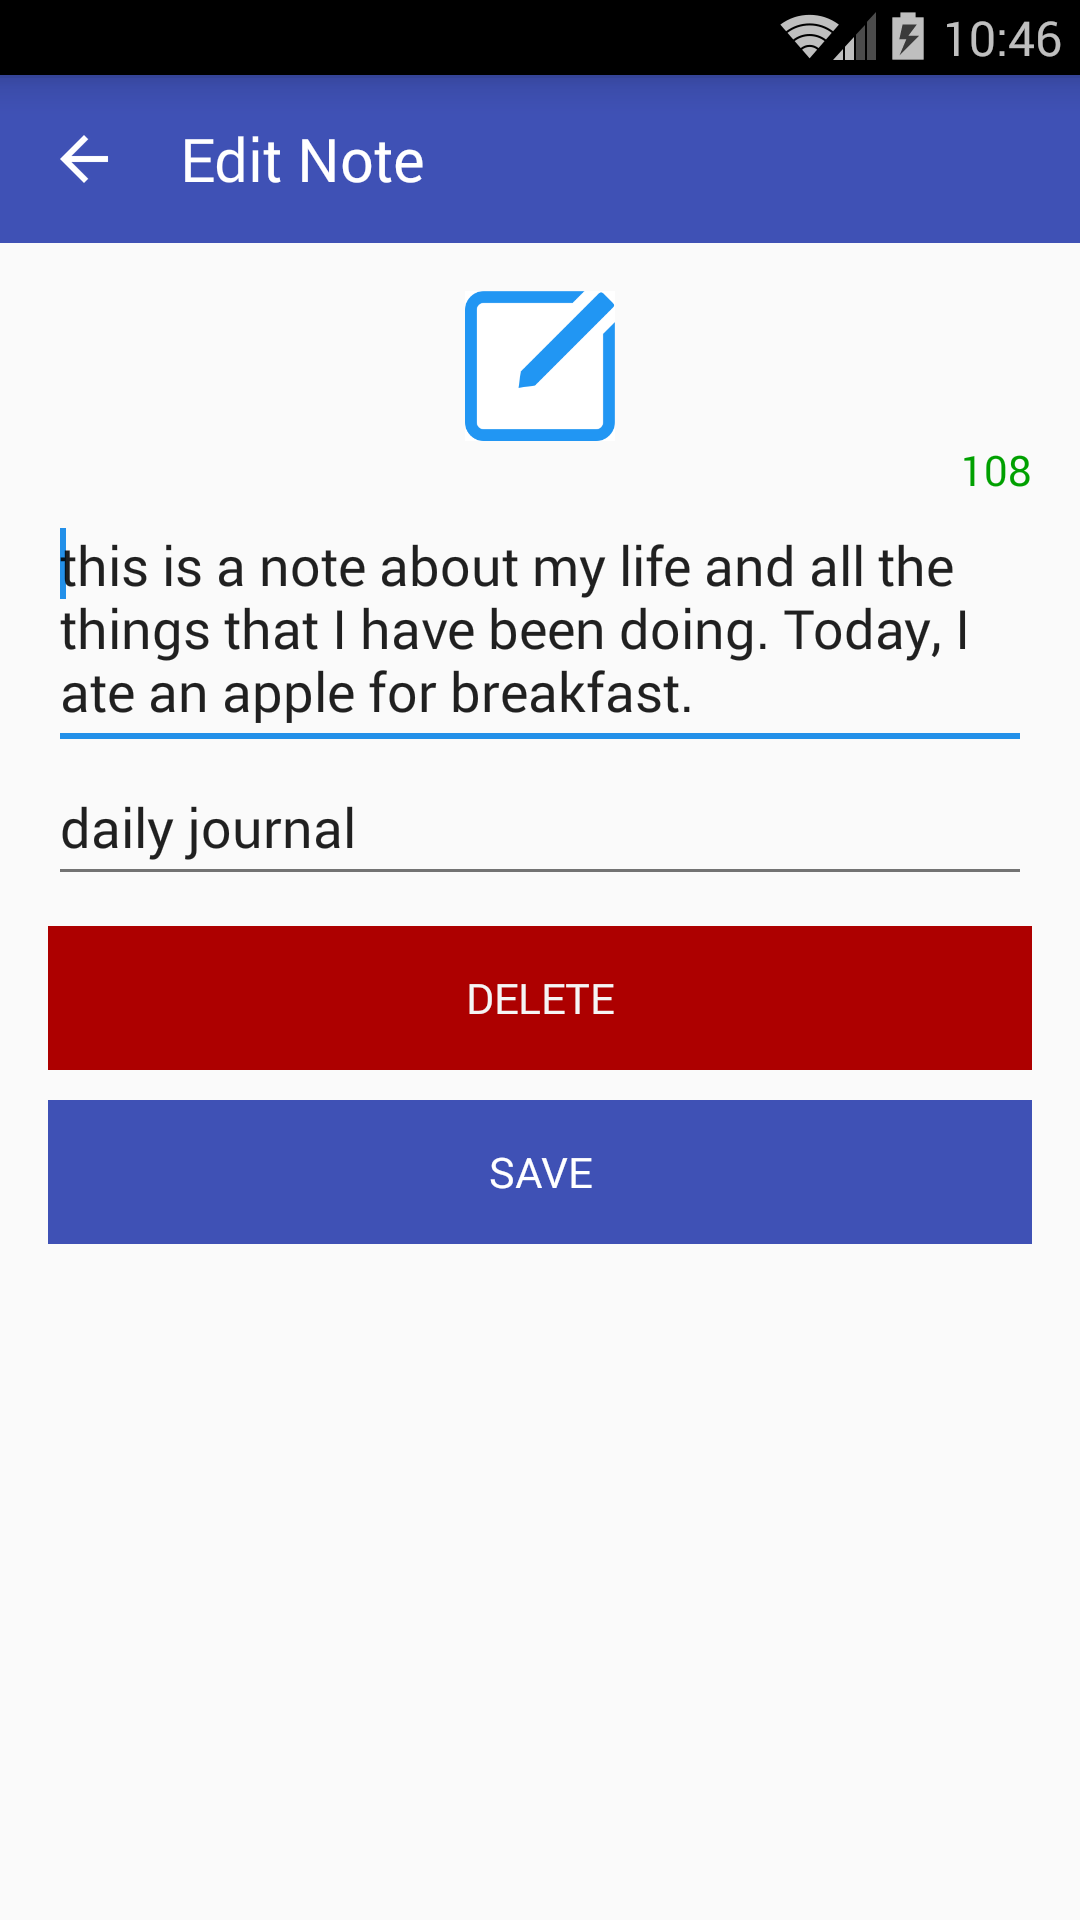 10:46
Edit Note
108
this is a note about my life and all the
things that I have been doing. Today, I
ate an apple for breakfast.
daily journal
DELETE
SAVE